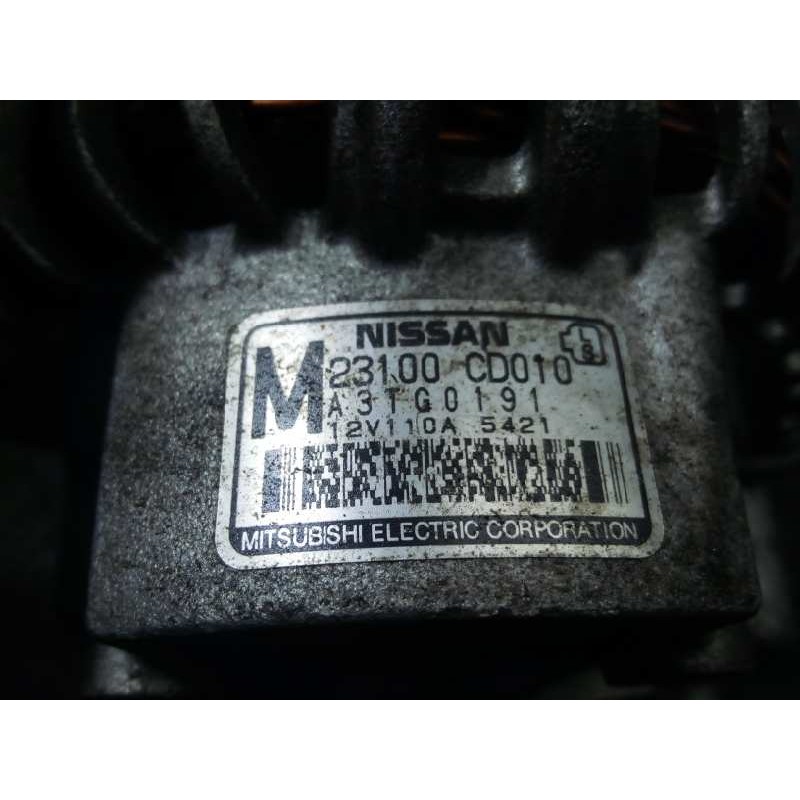 NISSAN
M 23100 CD010 L S
A3TG0191
12V110A 5421
MITSUBISHI ELECTRIC CORPORATION